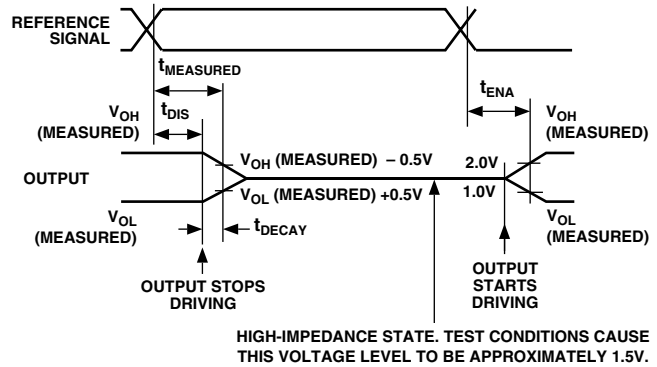 REFERENCE
SIGNAL
tMEASURED
tENA
VOH
(MEASURED)
tDIS
VOH
(MEASURED)
VOH (MEASURED) – 0.5V
2.0V
OUTPUT
VOL (MEASURED) +0.5V
1.0V
VOL
(MEASURED)
tDECAY
VOL
(MEASURED)
OUTPUT STOPS
DRIVING
OUTPUT
STARTS
DRIVING
HIGH-IMPEDANCE STATE. TEST CONDITIONS CAUSE
THIS VOLTAGE LEVEL TO BE APPROXIMATELY 1.5V.